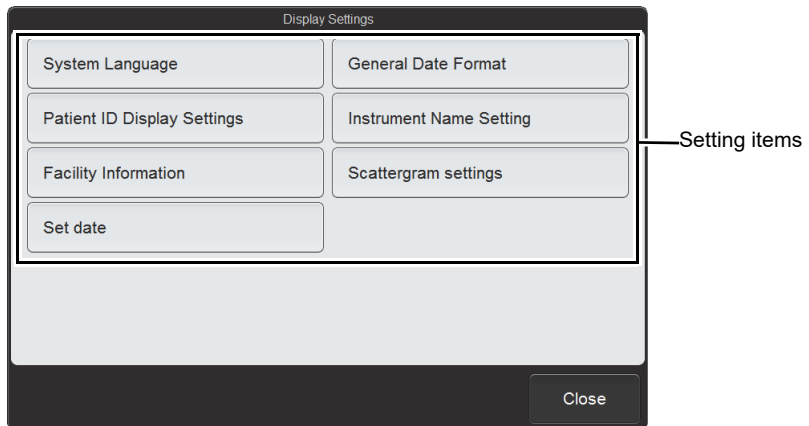 Display Settings
System Language
General Date Format
Patient ID Display Settings
Instrument Name Setting
Setting items
Facility Information
Scattergram settings
Set date
Close